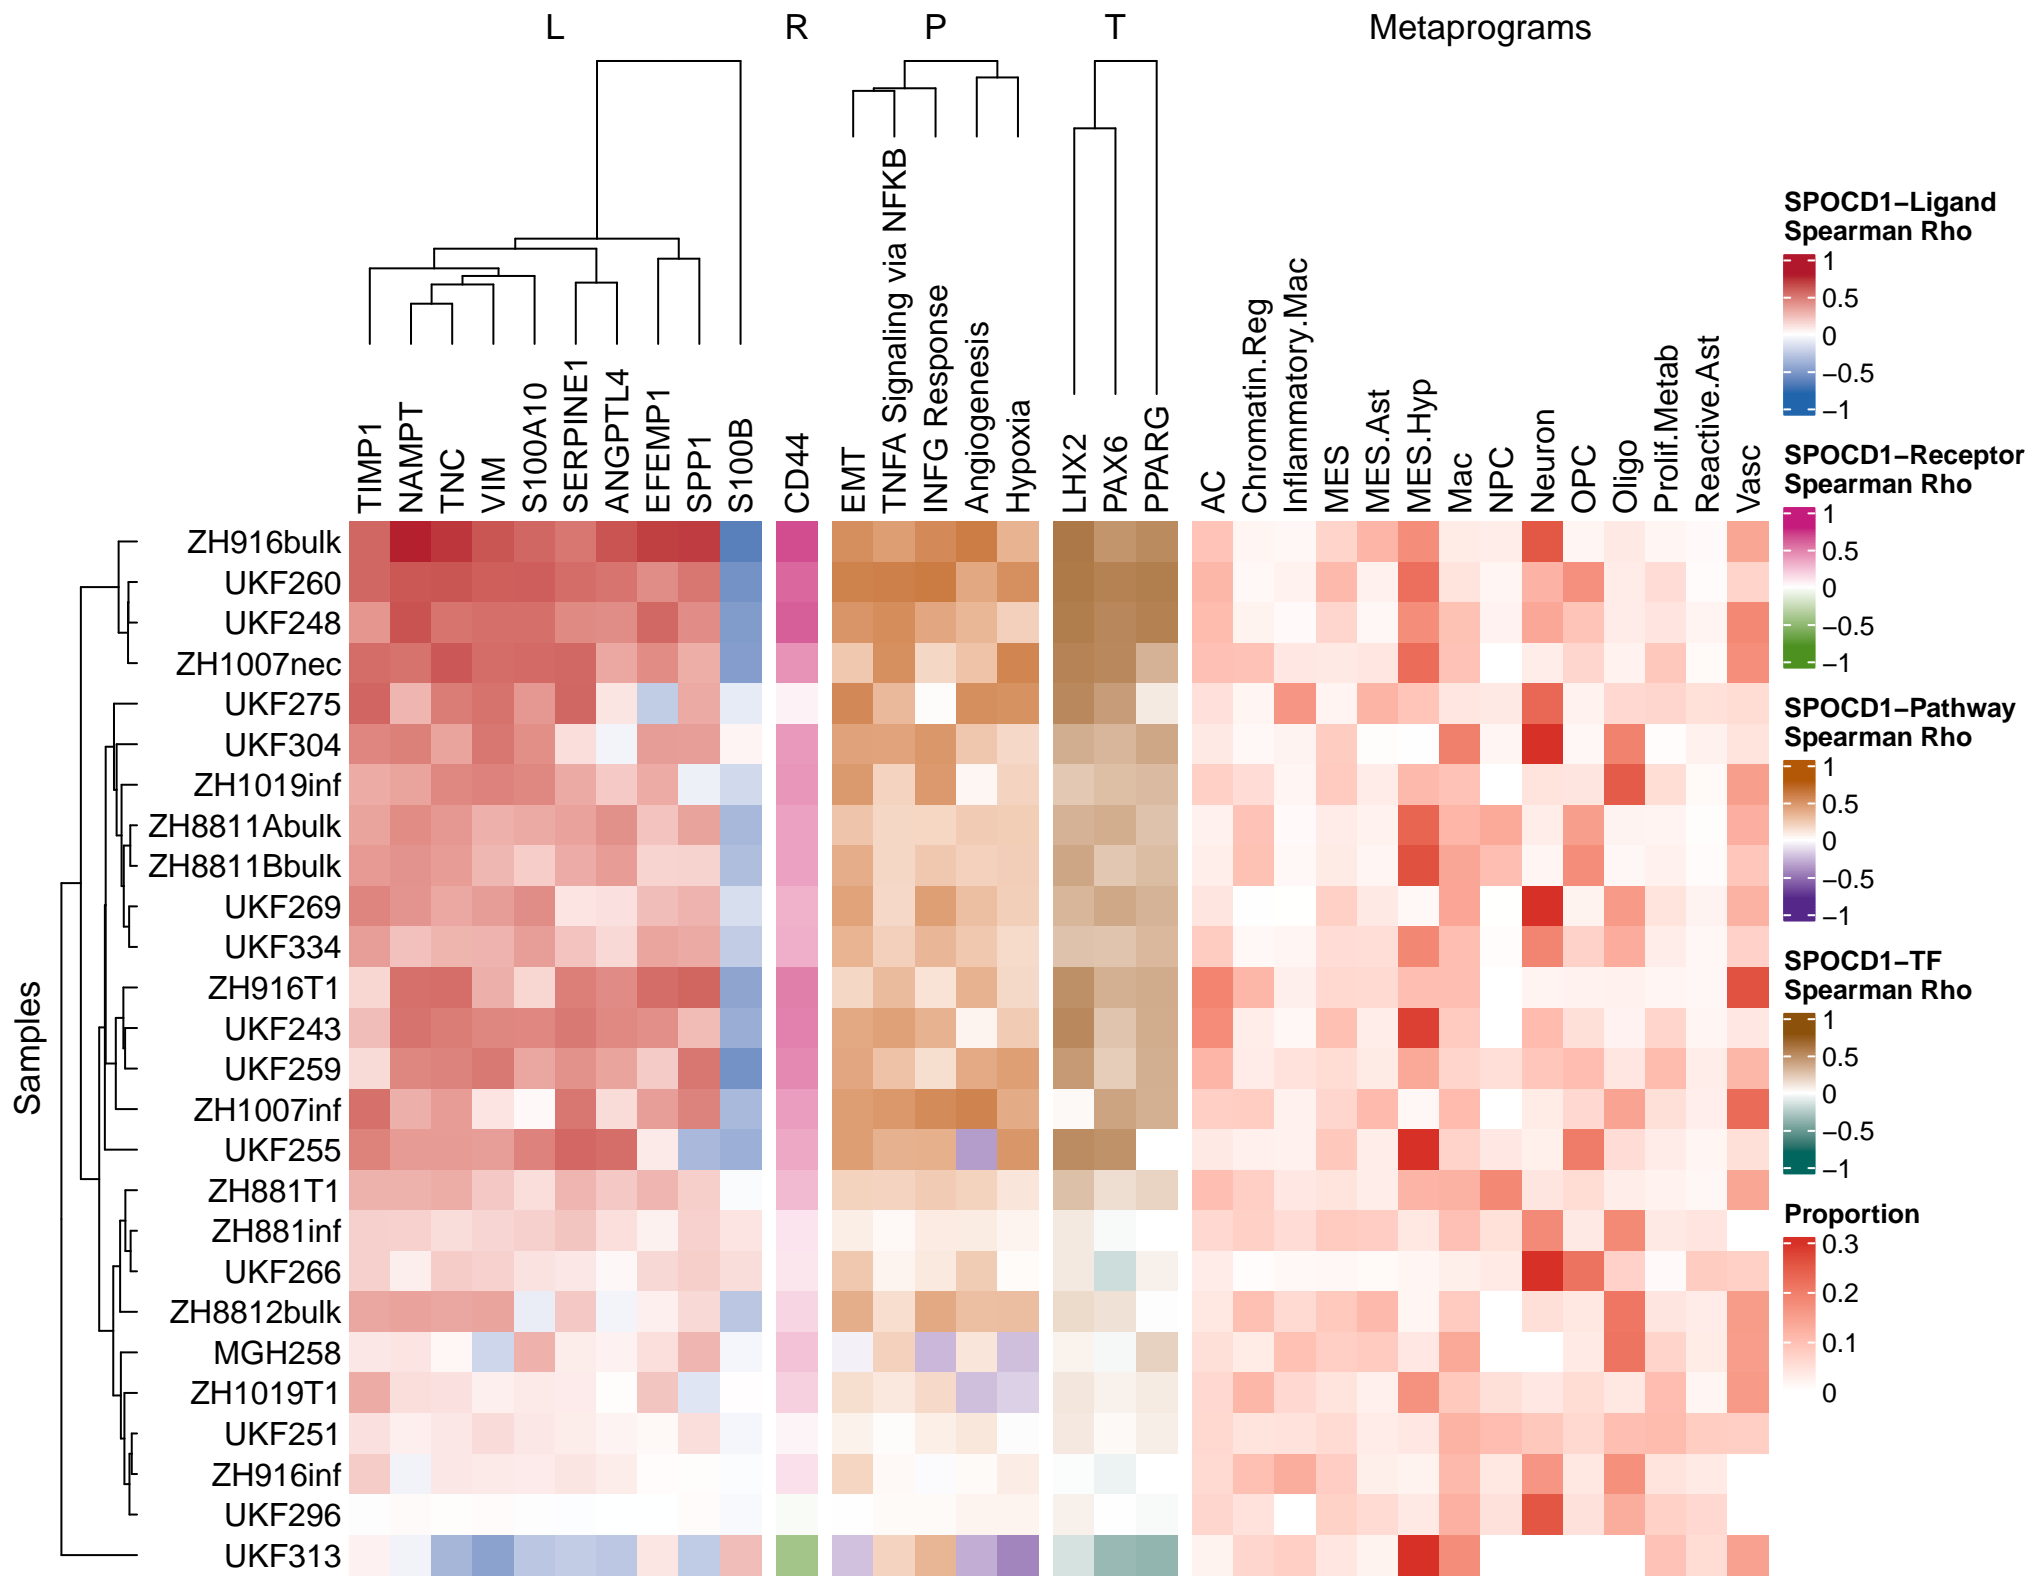 L R P T Metaprograms
TIMP1
NAMPT
TNC
VIM
S100A10
SERPINE1
ANGPTL4
EFEMP1
SPP1
S100B
CD44
EMT
TNFA Signaling via NFKB
INFG Response
Angiogenesis
Hypoxia
LHX2
PAX6
PPARG
AC
Chromatin.Reg
Inflammatory.Mac
MES
MES.Ast
MES.Hyp
Mac
NPC
Neuron
OPC
Oligo
Prolif.Metab
Reactive.Ast
Vasc
Samples
ZH916bulk
UKF260
UKF248
ZH1007nec
UKF275
UKF304
ZH1019inf
ZH8811Abulk
ZH8811Bbulk
UKF269
UKF334
ZH916T1
UKF243
UKF259
ZH1007inf
UKF255
ZH881T1
ZH881inf
UKF266
ZH8812bulk
MGH258
ZH1019T1
UKF251
ZH916inf
UKF296
UKF313
SPOCD1−Ligand
Spearman Rho
1
0.5
0
−0.5
−1
SPOCD1−Receptor
Spearman Rho
1
0.5
0
−0.5
−1
SPOCD1−Pathway
Spearman Rho
1
0.5
0
−0.5
−1
SPOCD1−TF
Spearman Rho
1
0.5
0
−0.5
−1
Proportion
0.3
0.2
0.1
0